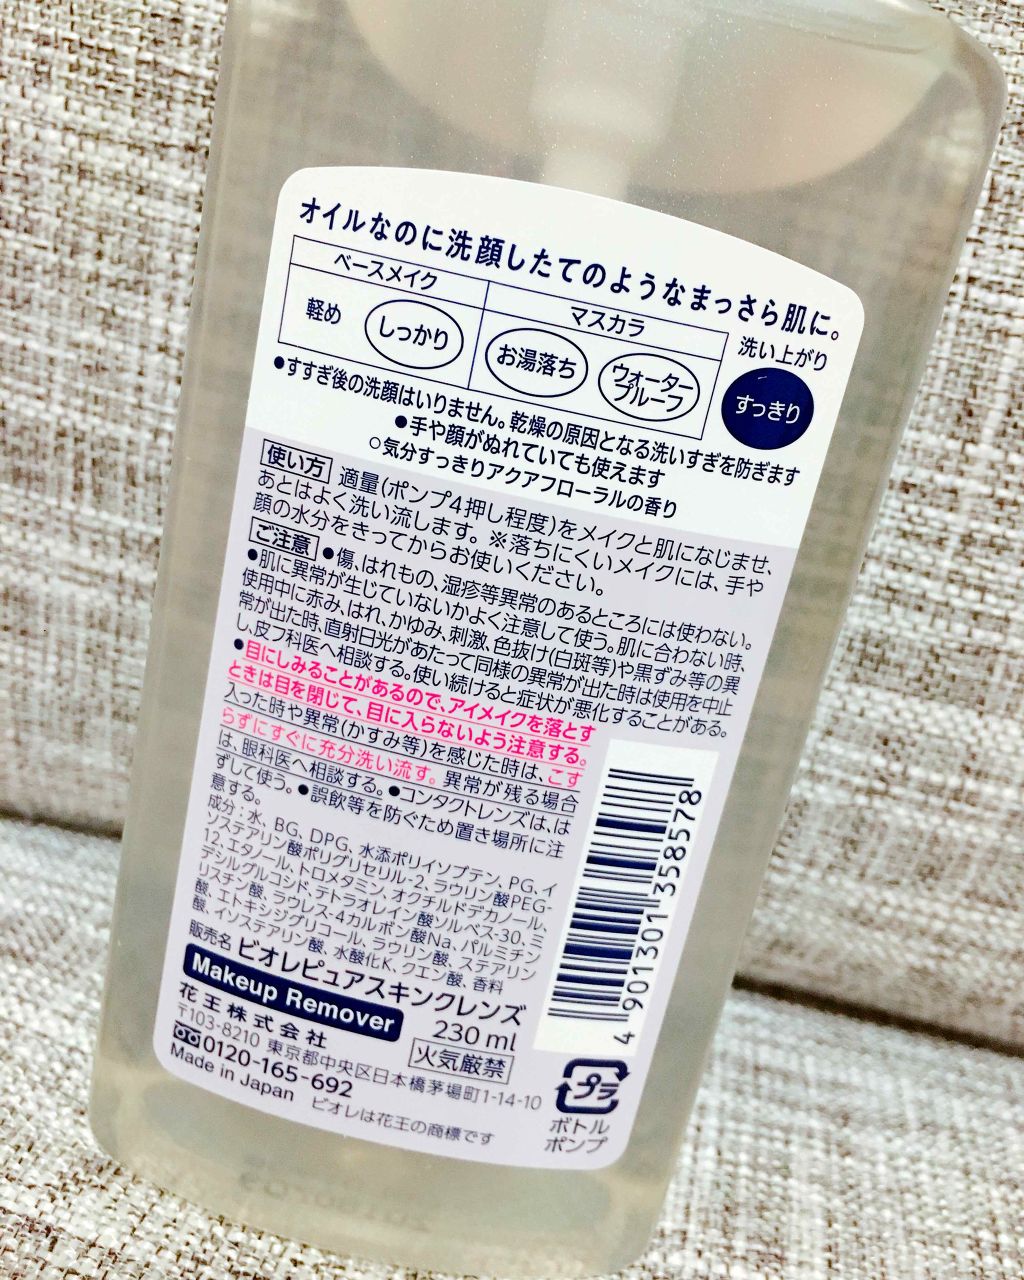 オイルなのに洗顔したてのようなまっさら肌に。
ベースメイク
マスカラ
洗い上がり
軽め
しっかり
お湯落ち
ウォーター
プルーフ
すっきり
●すすぎ後の洗顔はいりません。乾燥の原因となる洗いすぎを防ぎます
●手や顔がぬれていても使えます
○気分すっきりアクアフローラルの香り
使い方 適量(ポンプ4押し程度)をメイクと肌になじませ、
あとはよく洗い流します。※落ちにくいメイクには、手や
顔の水分をきってからお使いください。
ご注意 ●傷、はれもの、湿疹等異常のあるところには使わない。
●肌に異常が生じていないかよく注意して使う。肌に合わない時、
使用中に赤み、はれ、かゆみ、刺激、色抜け(白斑等)や黒ずみ等の異
常が出た時、直射日光があたって同様の異常が出た時は使用を中止
し、皮フ科医へ相談する。使い続けると症状が悪化することがある。
●目にしみることがあるので、アイメイクを落とす
ときは目を閉じて、目に入らないよう注意する。
入った時や異常(かすみ等)を感じた時は、こす
らずにすぐに充分洗い流す。異常が残る場合
は、眼科医へ相談する。●コンタクトレンズは、は
ずして使う。●誤飲等を防ぐため置き場所に注
意する。
成分：水、BG、DPG、水添ポリイソブテン、PG、イ
ソステアリン酸ポリグリセリル-2、ラウリン酸PEG-
12、エタノール、トロメタミン、オクチルドデカノール、
デシルグルコシド、テトラオレイン酸ソルベス-30、ミ
リスチン酸、ラウレス-4カルボン酸Na、パルミチン
酸、エトキシジグリコール、ラウリン酸、ステアリン
酸、イソステアリン酸、水酸化K、クエン酸、香料
販売名 ビオレピュアスキンクレンズ
Makeup Remover
230 ml
花王株式会社
火気厳禁
〒103-8210 東京都中央区日本橋茅場町1-14-10
0120-165-692
Made in Japan ビオレは花王の商標です
4 901301 358578
プラ
ボトル
ポンプ